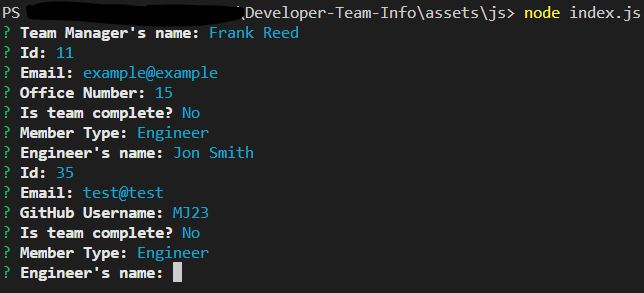 PS \Developer-Team-Info\assets\js> node index.js
? Team Manager's name: Frank Reed
? Id: 11
? Email: example@example
? Office Number: 15
? Is team complete? No
? Member Type: Engineer
? Engineer's name: Jon Smith
? Id: 35
? Email: test@test
? GitHub Username: MJ23
? Is team complete? No
? Member Type: Engineer
? Engineer's name: